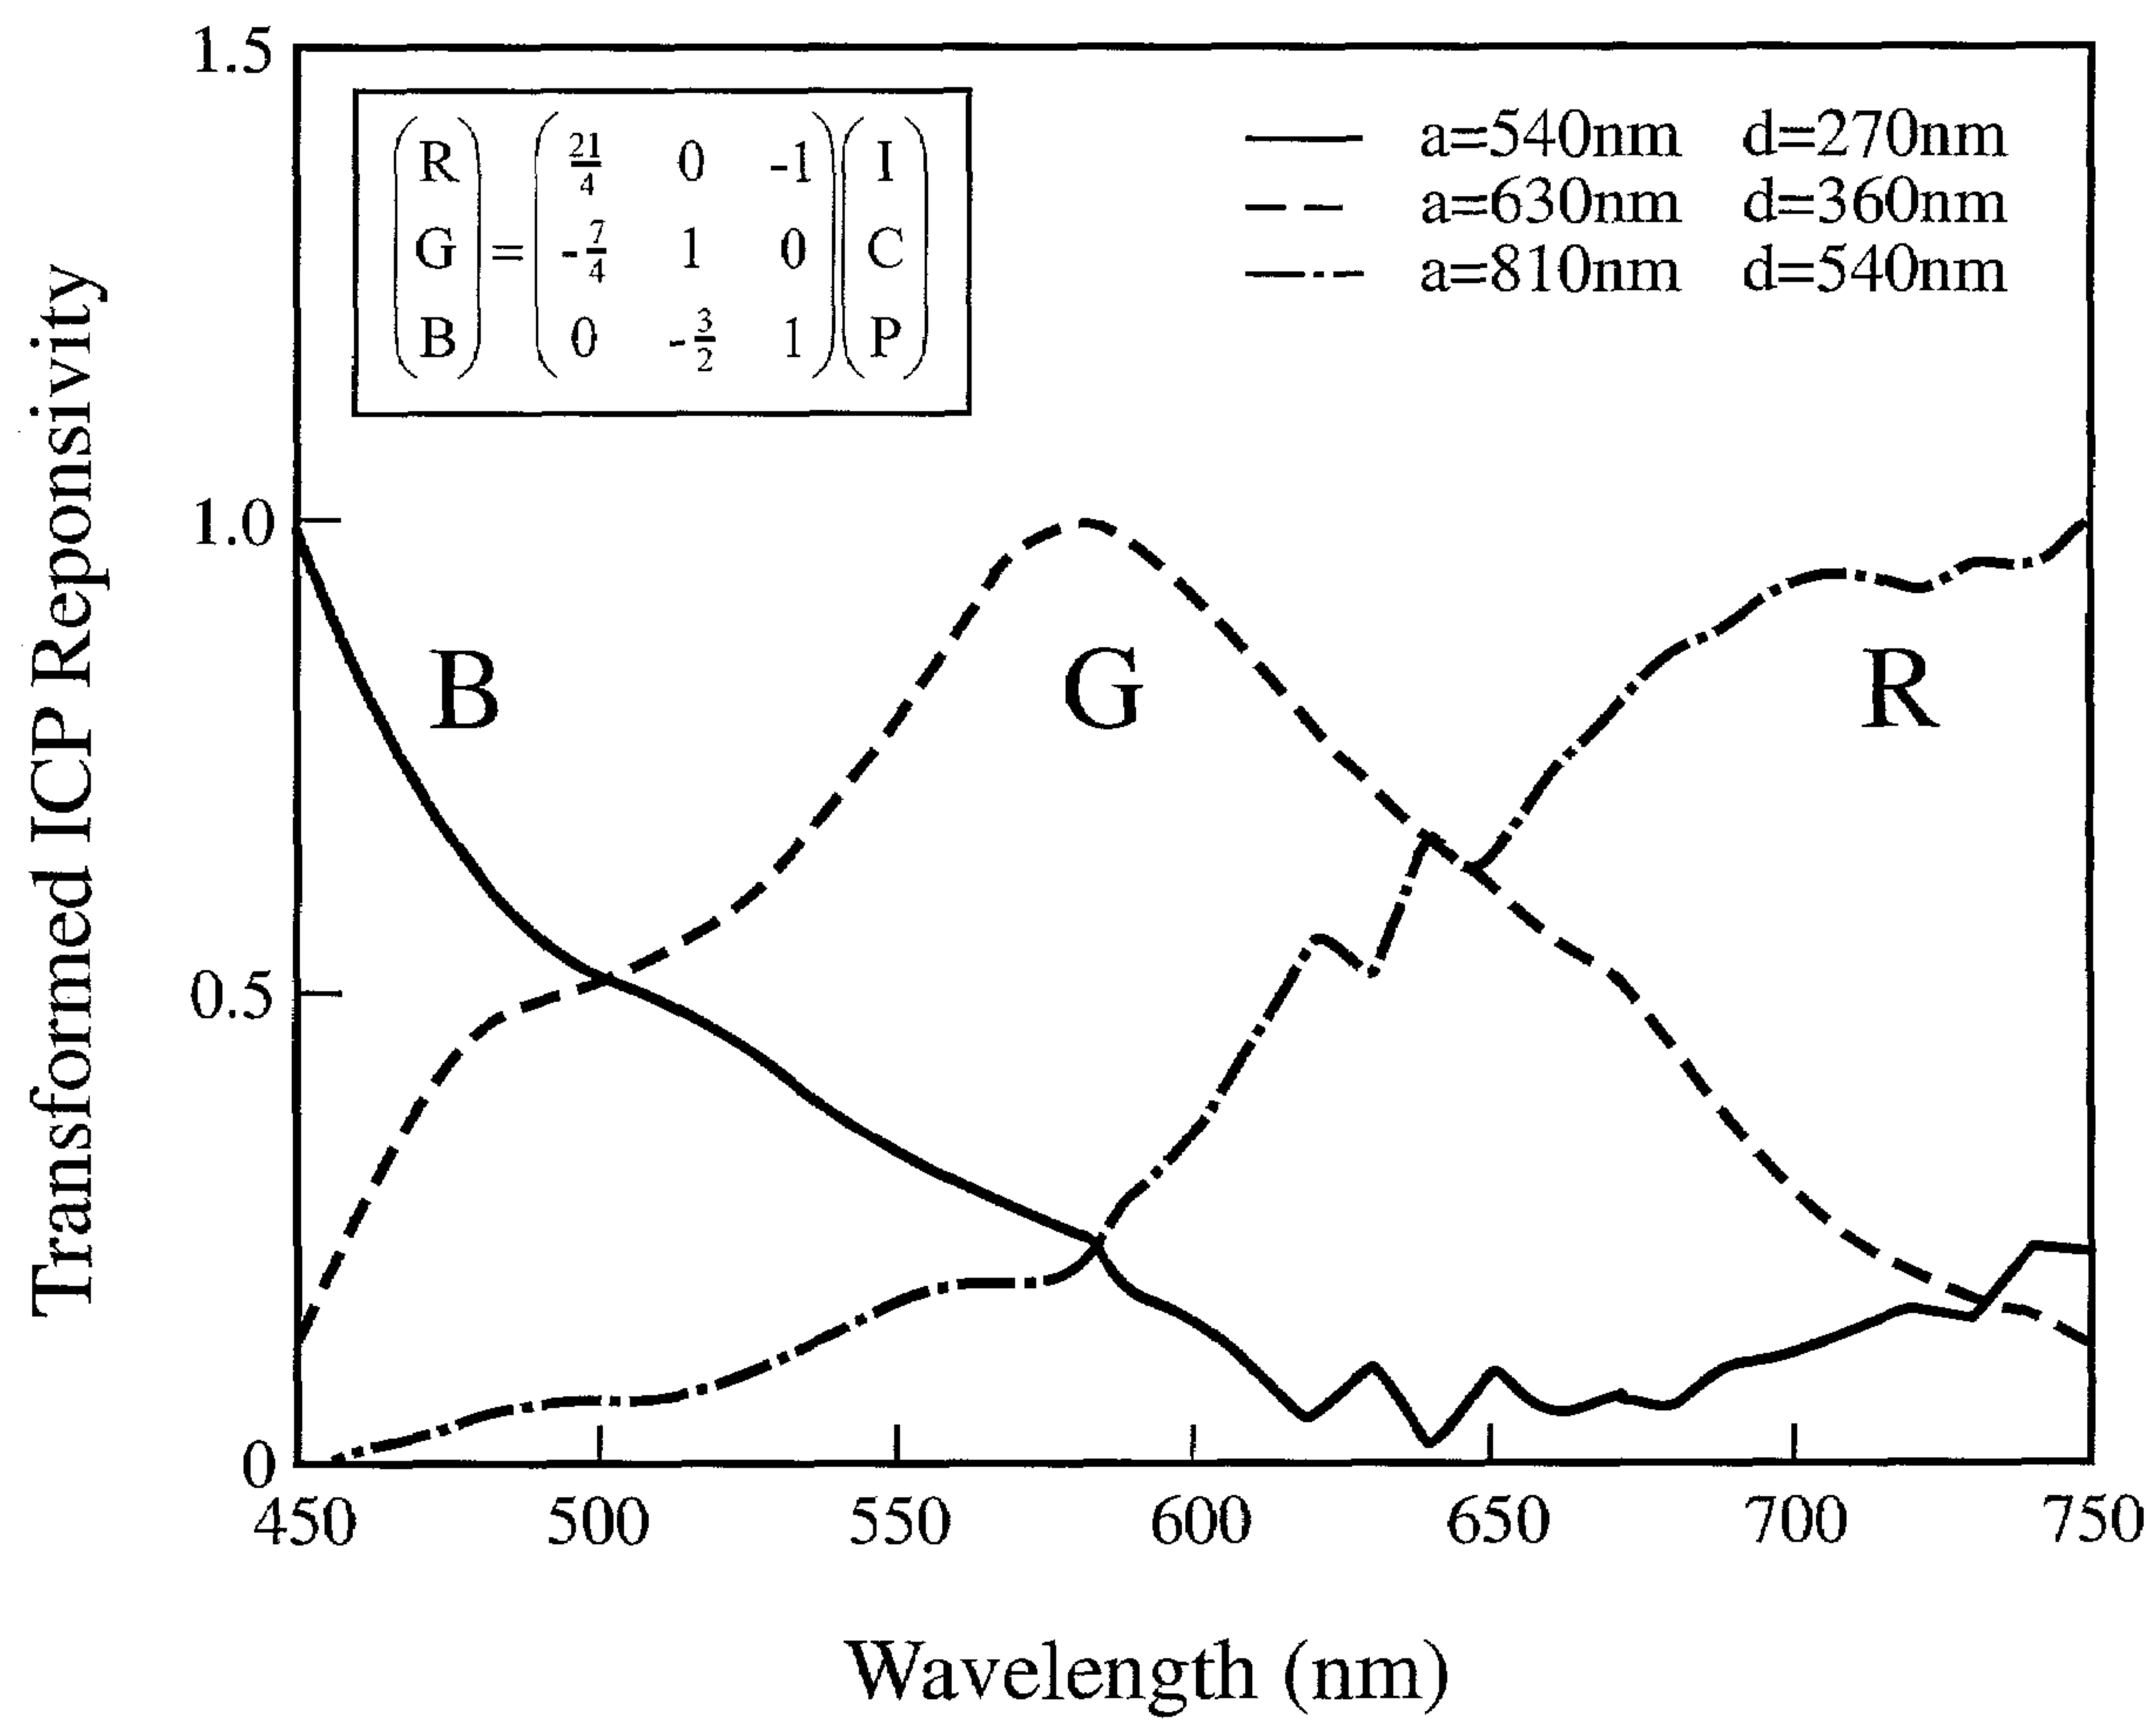 Transformed ICP Reponsivity
1.5
1.0
0.5
0
R 21/4 0 -1 I
G = -7/4 1 0 C
B 0 -3/2 1 P
a=540nm d=270nm
a=630nm d=360nm
a=810nm d=540nm
B G R
450 500 550 600 650 700 750
Wavelength (nm)